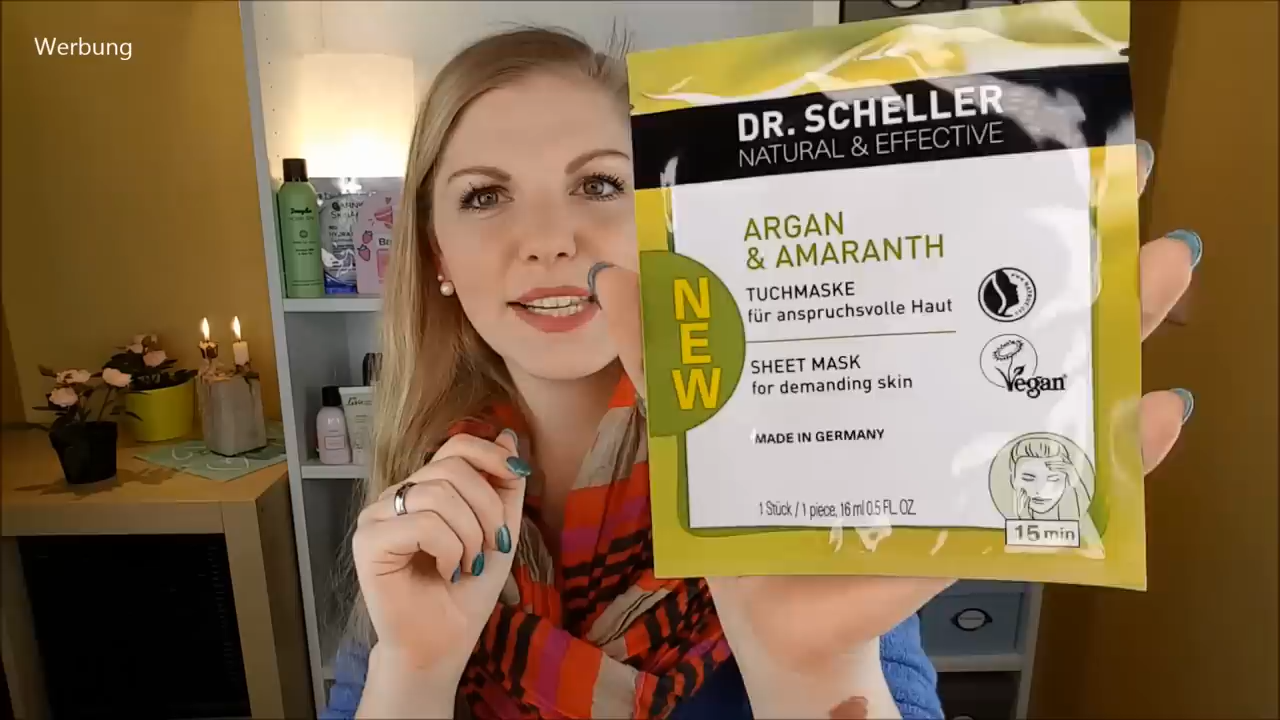 Werbung
DR. SCHELLER
NATURAL & EFFECTIVE
ARGAN
& AMARANTH
NEW
TUCHMASKE
für anspruchsvolle Haut
SHEET MASK
for demanding skin
Vegan
MADE IN GERMANY
1 Stück / 1 piece, 16 ml 0.5 FL. OZ.
15 min